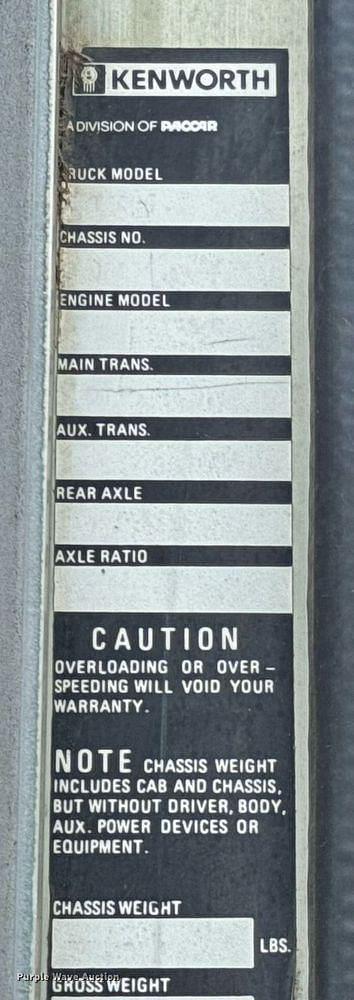 KENWORTH
A DIVISION OF PACCAR
RUCK MODEL
CHASSIS NO.
ENGINE MODEL
MAIN TRANS.
AUX. TRANS.
REAR AXLE
AXLE RATIO
CAUTION
OVERLOADING OR OVER-
SPEEDING WILL VOID YOUR
WARRANTY.
NOTE CHASSIS WEIGHT
INCLUDES CAB AND CHASSIS,
BUT WITHOUT DRIVER, BODY,
AUX. POWER DEVICES OR
EQUIPMENT.
CHASSIS WEIGHT
LBS.
Purple Wave Auction
GROSS WEIGHT